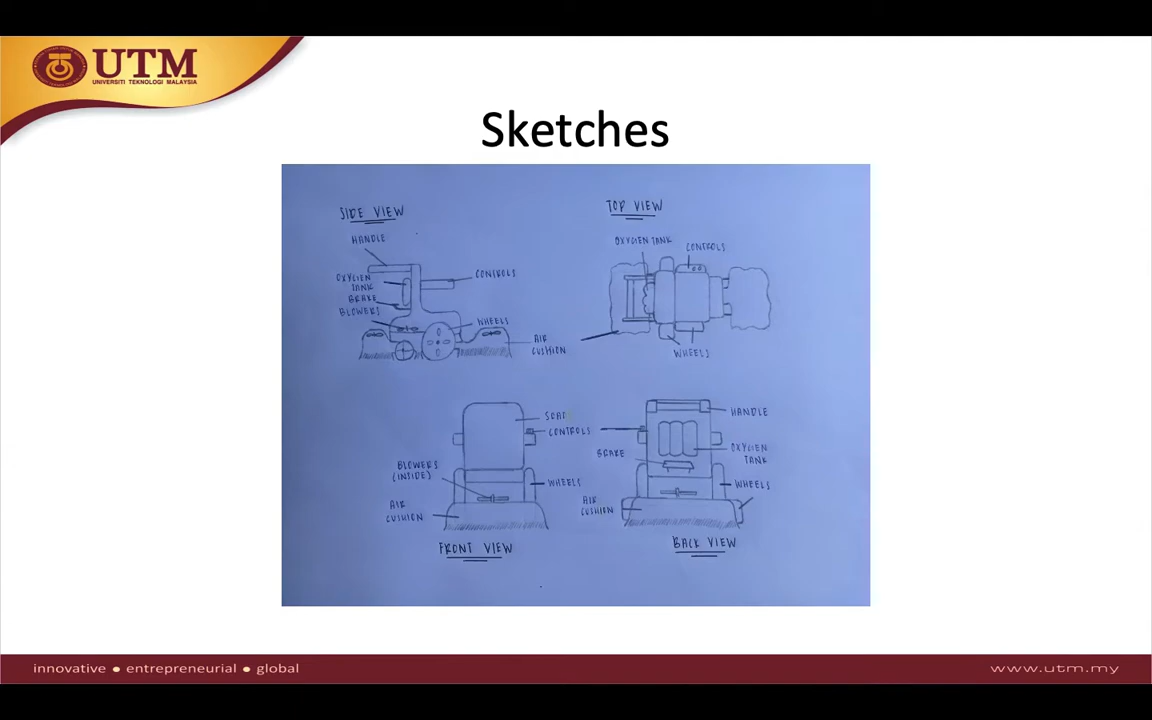 UTM
UNIVERSITI TEKNOLOGI MALAYSIA
Sketches
SIDE VIEW
HANDLE
OXYGEN
TANK
BRAKE
BLOWERS
CONTROLS
WHEELS
AIR
CUSHION
TOP VIEW
OXYGEN TANK
CONTROLS
WHEELS
CONTROLS
BLOWERS
(INSIDE)
WHEELS
AIR
CUSHION
FRONT VIEW
HANDLE
BRAKE
OXYGEN
TANK
WHEELS
AIR
CUSHION
BACK VIEW
innovative ● entrepreneurial ● global
www.utm.my